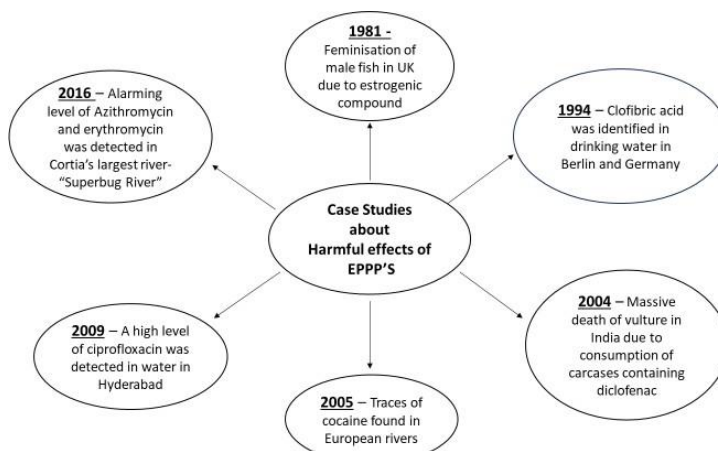 1981 -
Feminisation of
male fish in UK
due to estrogenic
compound
1994 – Clofibric acid
was identified in
drinking water in
Berlin and Germany
2004 – Massive
death of vulture in
India due to
consumption of
carcases containing
diclofenac
2005 – Traces of
cocaine found in
European rivers
2009 – A high level
of ciprofloxacin was
detected in water in
Hyderabad
2016 – Alarming
level of Azithromycin
and erythromycin
was detected in
Cortia's largest river-
"Superbug River"
Case Studies
about
Harmful effects of
EPPP'S